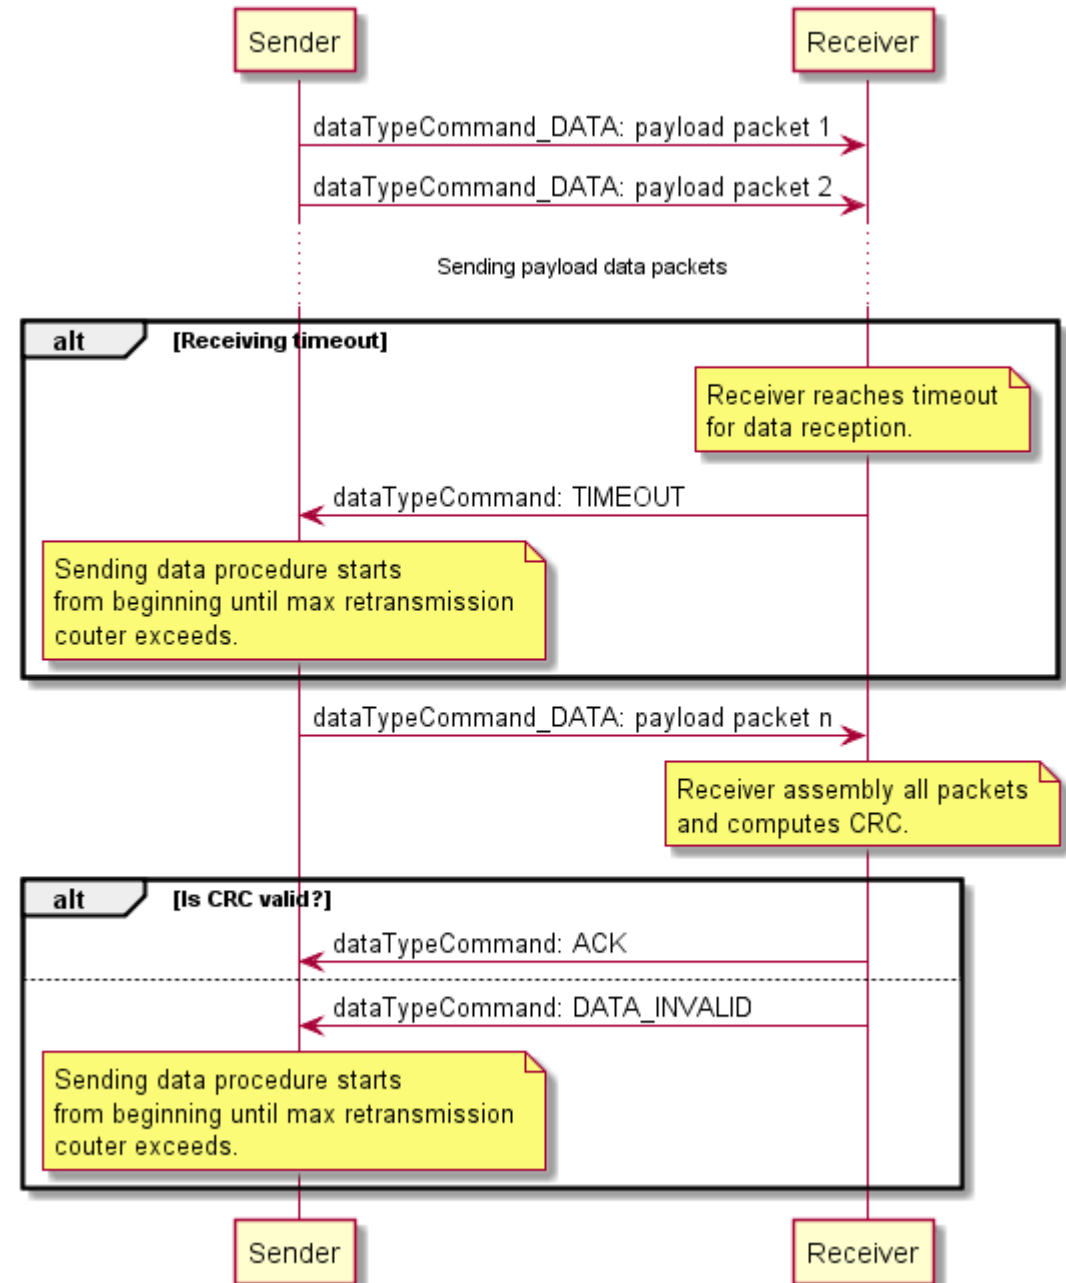 Sender
Receiver
dataTypeCommand_DATA: payload packet 1
dataTypeCommand_DATA: payload packet 2
Sending payload data packets
alt
[Receiving timeout]
Receiver reaches timeout
for data reception.
dataTypeCommand: TIMEOUT
Sending data procedure starts
from beginning until max retransmission
couter exceeds.
dataTypeCommand_DATA: payload packet n
Receiver assembly all packets
and computes CRC.
alt
[Is CRC valid?]
dataTypeCommand: ACK
dataTypeCommand: DATA_INVALID
Sending data procedure starts
from beginning until max retransmission
couter exceeds.
Sender
Receiver